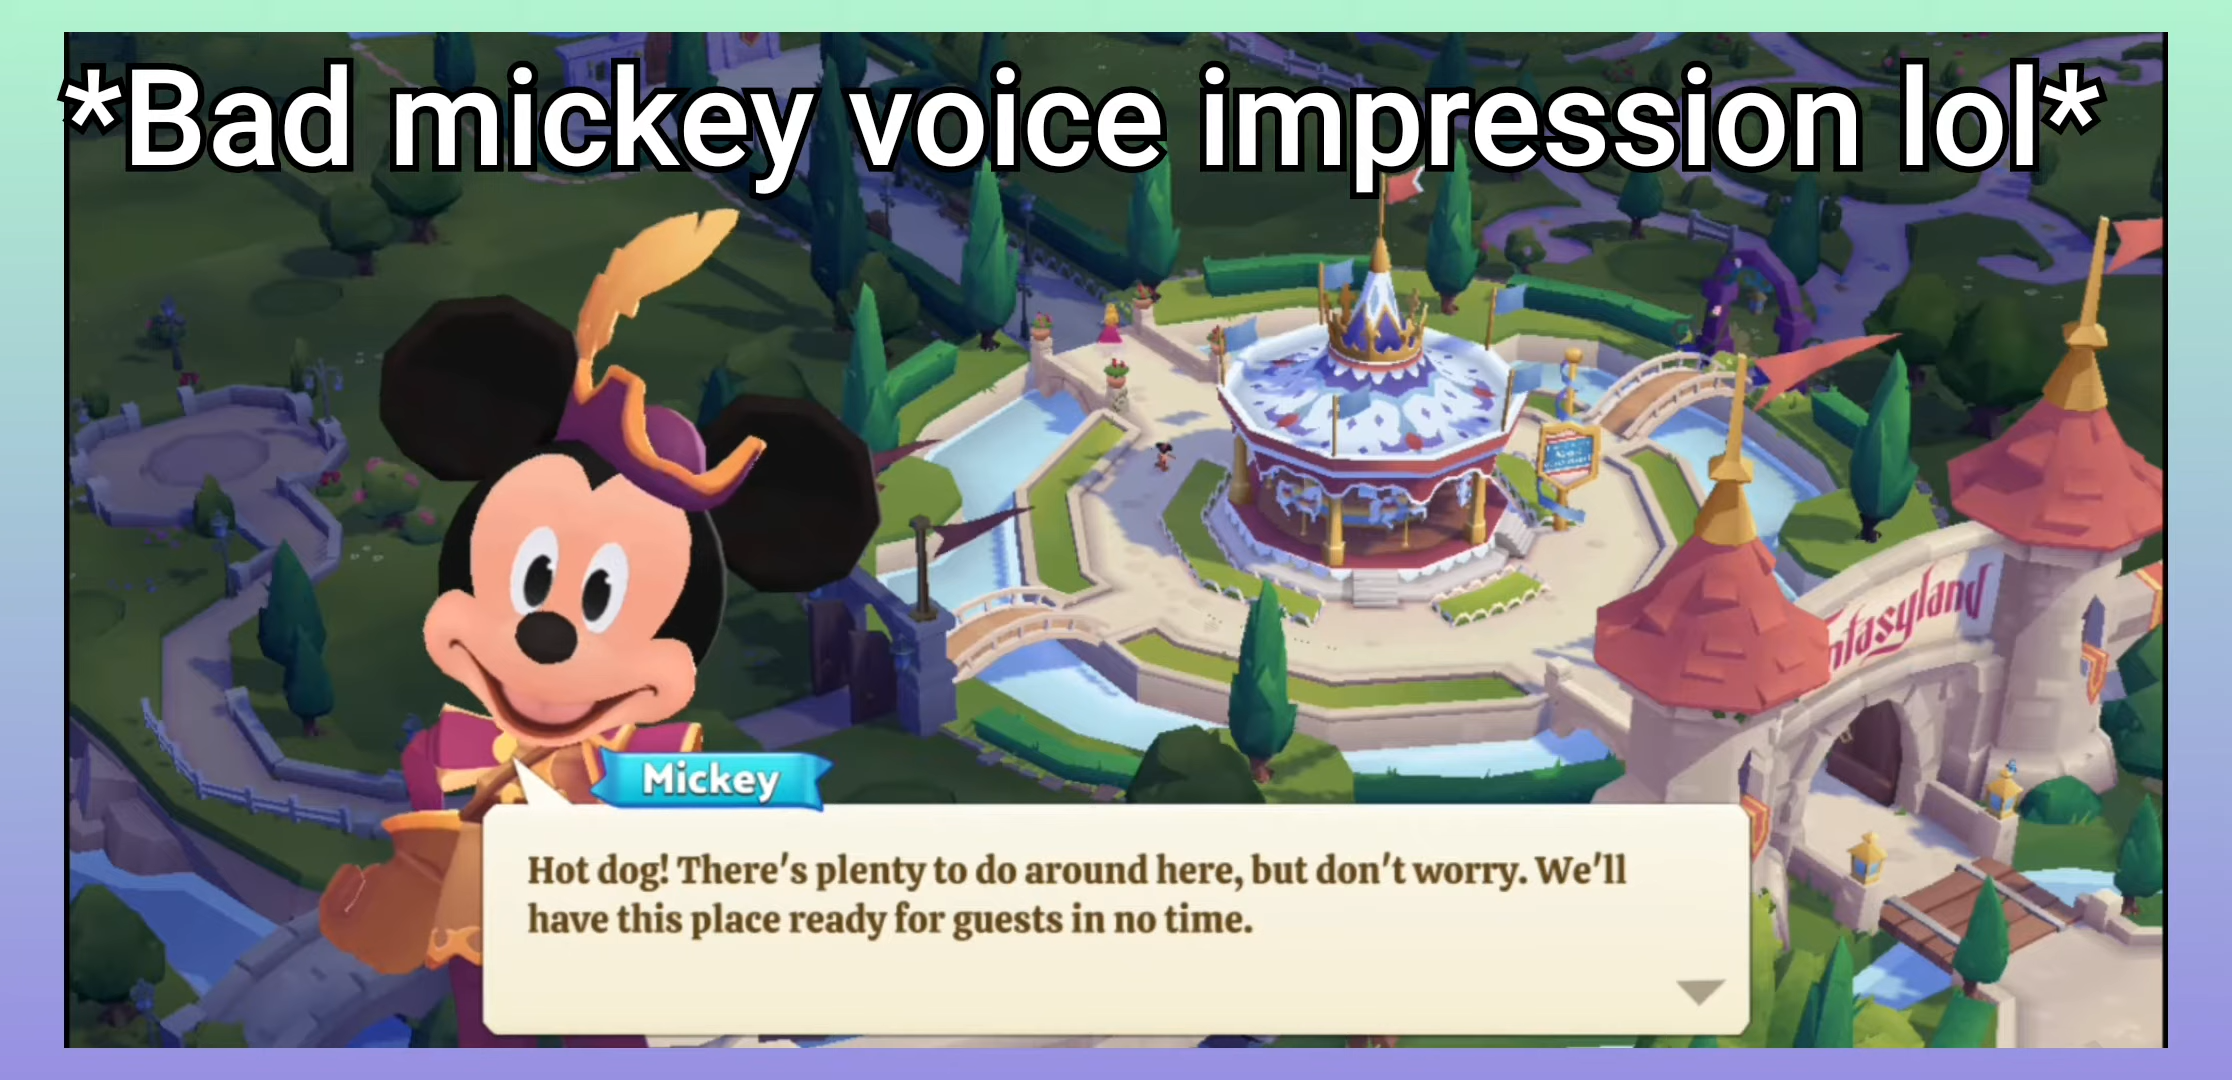 *Bad mickey voice impression lol*
ntasyland
Mickey
Hot dog! There's plenty to do around here, but don't worry. We'll
have this place ready for guests in no time.